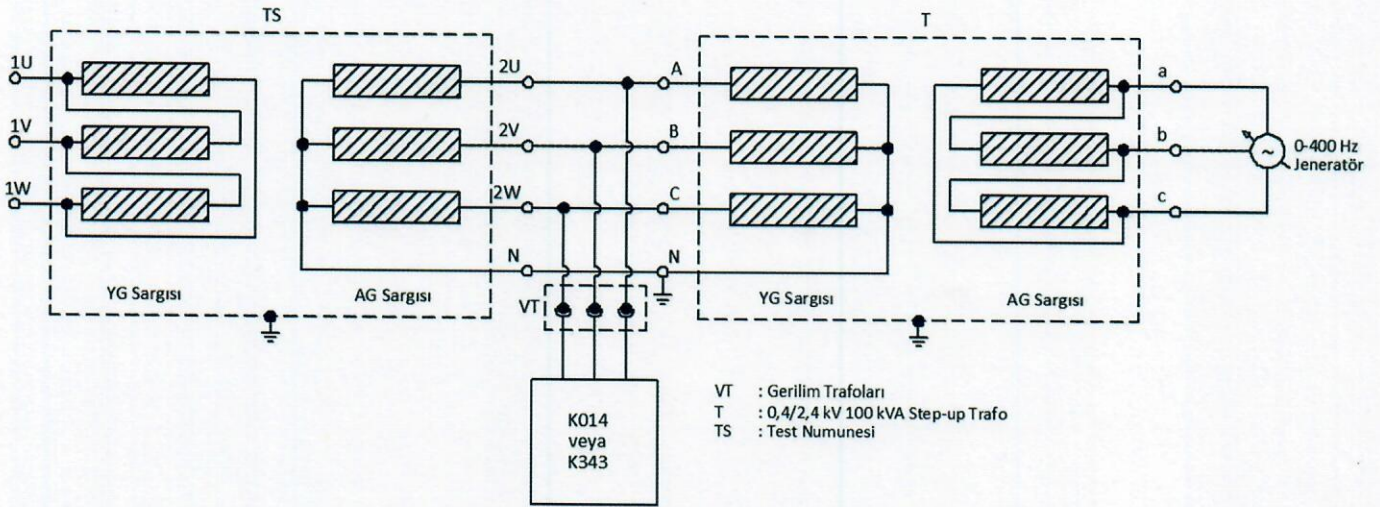 TS
T
1U
1V
1W
2U
2V
2W
N
A
B
C
N
a
b
c
0-400 Hz
Jeneratör
~
YG Sargısı
AG Sargısı
YG Sargısı
AG Sargısı
VT
K014
veya
K343
VT : Gerilim Trafoları
T : 0,4/2,4 kV 100 kVA Step-up Trafo
TS : Test Numunesi